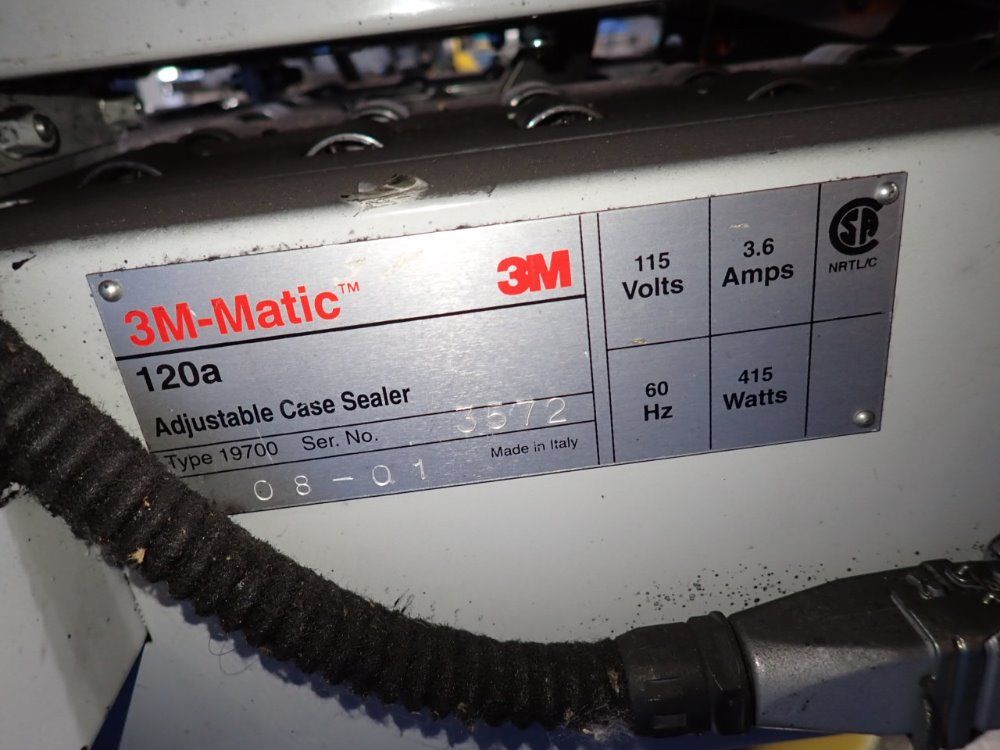 3M-Matic™
3M
120a
Adjustable Case Sealer
Type 19700 Ser. No. 3572
08-01 Made in Italy
115
Volts
3.6
Amps
60
Hz
415
Watts
SA
NRTL/C